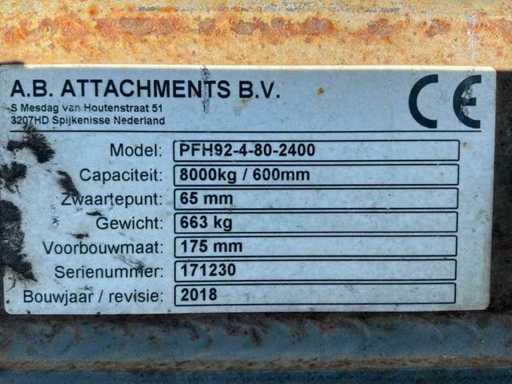 A.B. ATTACHMENTS B.V.
S Mesdag van Houtenstraat 51
3207HD Spijkenisse Nederland
CE
Model: PFH92-4-80-2400
Capaciteit: 8000kg / 600mm
Zwaartepunt: 65 mm
Gewicht: 663 kg
Voorbouwmaat: 175 mm
Serienummer: 171230
Bouwjaar / revisie: 2018